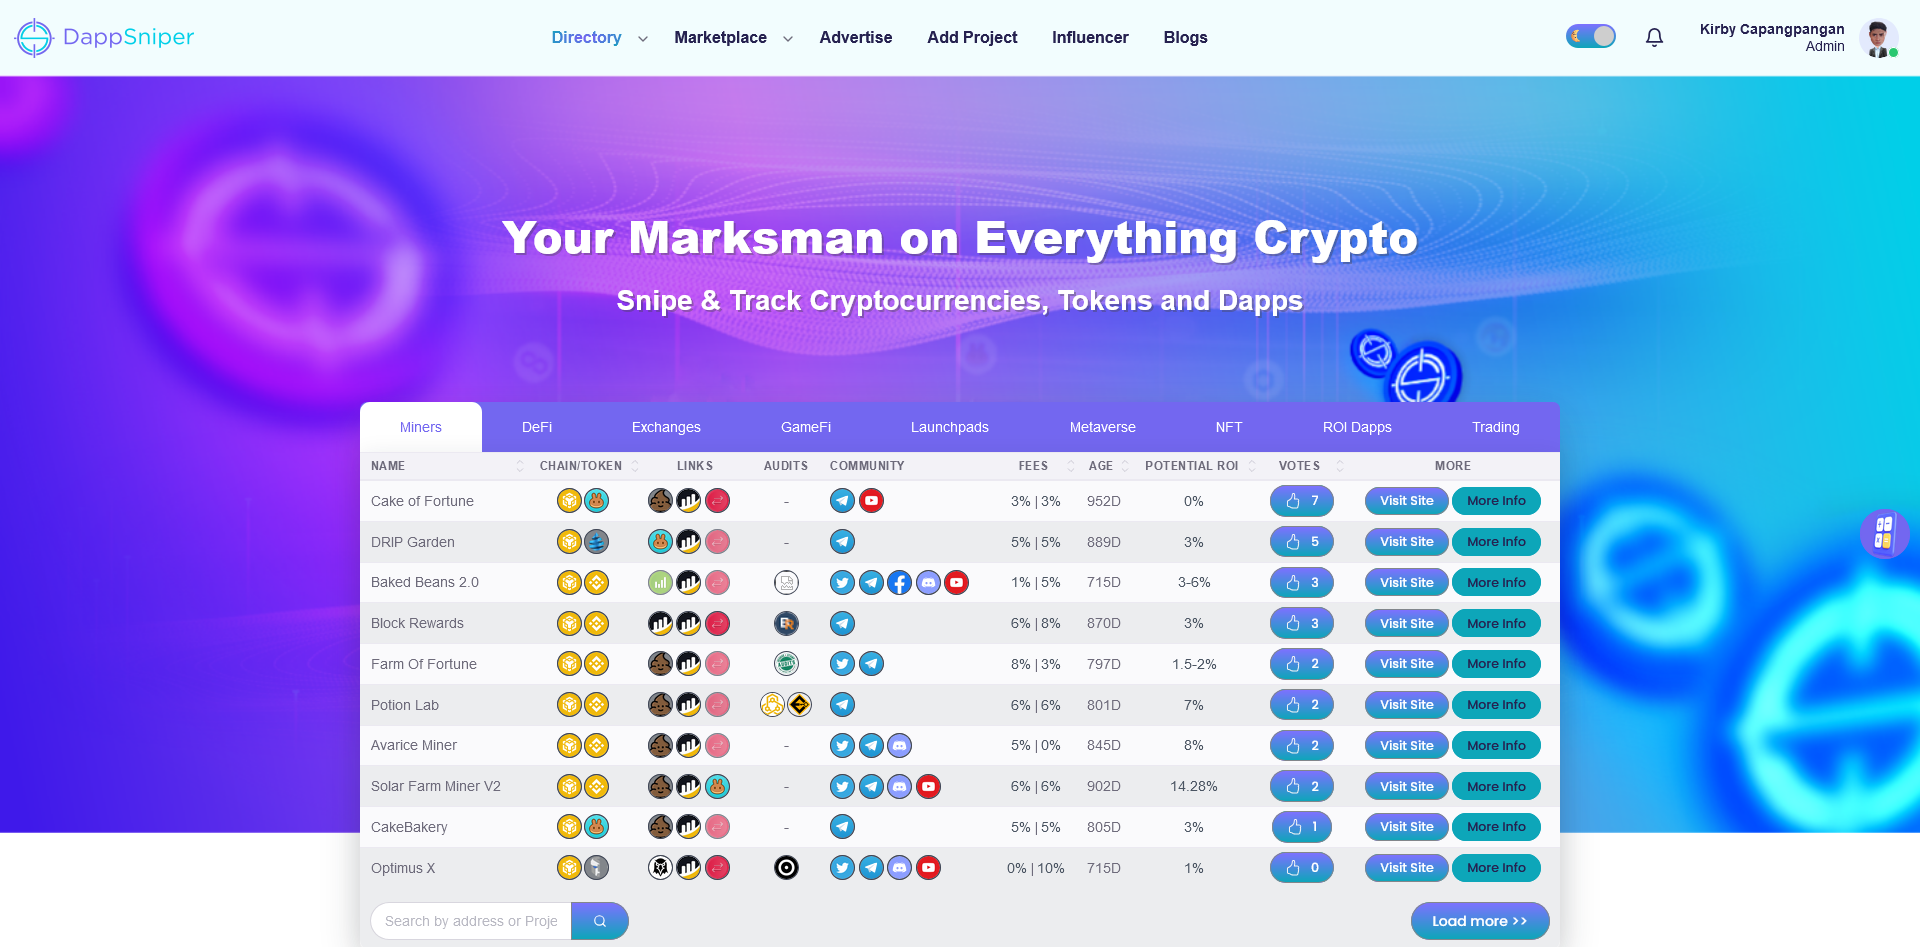 DappSniper
Directory Marketplace Advertise Add Project Influencer Blogs
Kirby Capangpangan
Admin
Your Marksman on Everything Crypto
Snipe & Track Cryptocurrencies, Tokens and Dapps
Miners DeFi Exchanges GameFi Launchpads Metaverse NFT ROI Dapps Trading
NAME CHAIN/TOKEN LINKS AUDITS COMMUNITY FEES AGE POTENTIAL ROI VOTES MORE
Cake of Fortune - 3% | 3% 952D 0% 7 Visit Site More Info
DRIP Garden - 5% | 5% 889D 3% 5 Visit Site More Info
Baked Beans 2.0 1% | 5% 715D 3-6% 3 Visit Site More Info
Block Rewards 6% | 8% 870D 3% 3 Visit Site More Info
Farm Of Fortune 8% | 3% 797D 1.5-2% 2 Visit Site More Info
Potion Lab 6% | 6% 801D 7% 2 Visit Site More Info
Avarice Miner - 5% | 0% 845D 8% 2 Visit Site More Info
Solar Farm Miner V2 - 6% | 6% 902D 14.28% 2 Visit Site More Info
CakeBakery - 5% | 5% 805D 3% 1 Visit Site More Info
Optimus X 0% | 10% 715D 1% 0 Visit Site More Info
Search by address or Proje
Load more >>